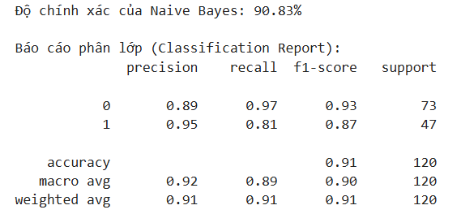 Độ chính xác của Naive Bayes: 90.83%
Báo cáo phân lớp (Classification Report):
precision recall f1-score support
0 0.89 0.97 0.93 73
1 0.95 0.81 0.87 47
accuracy 0.91 120
macro avg 0.92 0.89 0.90 120
weighted avg 0.91 0.91 0.91 120